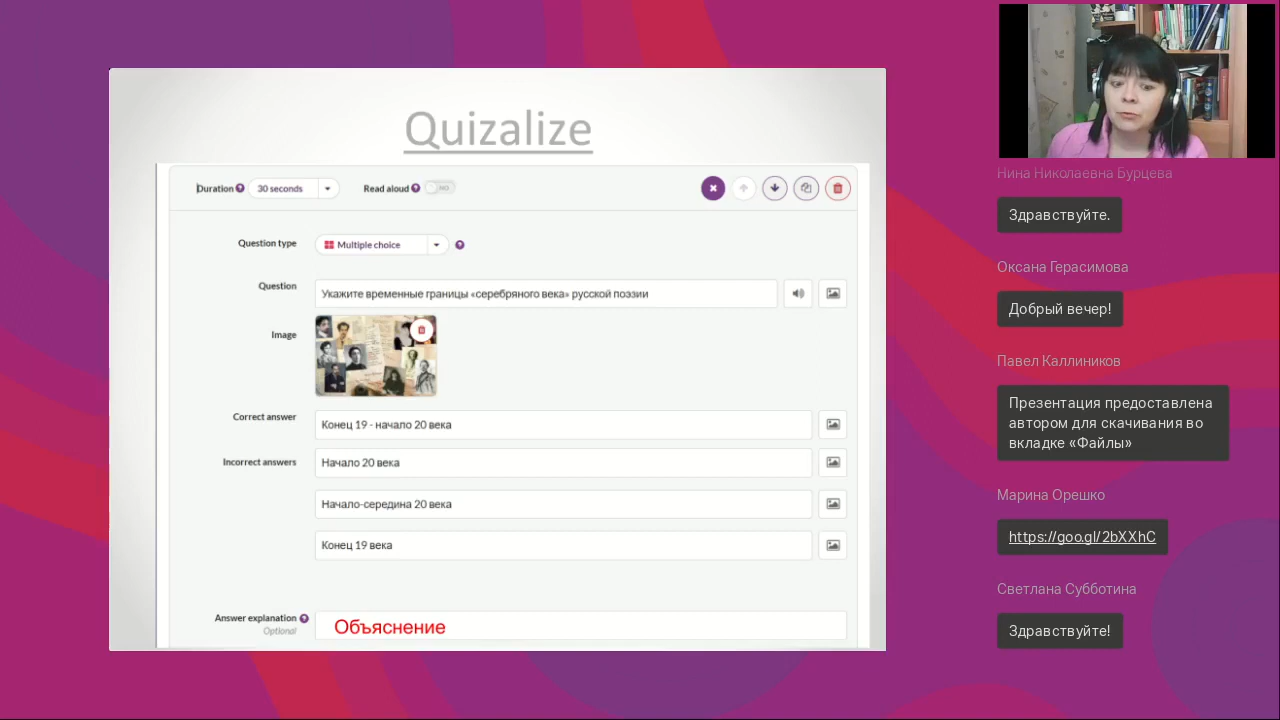 Quizalize
Duration 30 seconds Read aloud NO
Question type Multiple choice
Question Укажите временные границы «серебряного века» русской поэзии
Image
Correct answer Конец 19 - начало 20 века
Incorrect answers Начало 20 века
Начало-середина 20 века
Конец 19 века
Answer explanation Объяснение
Optional
Нина Николаевна Бурцева
Здравствуйте.
Оксана Герасимова
Добрый вечер!
Павел Каллиников
Презентация предоставлена
автором для скачивания во
вкладке «Файлы»
Марина Орешко
https://goo.gl/2bXXhC
Светлана Субботина
Здравствуйте!